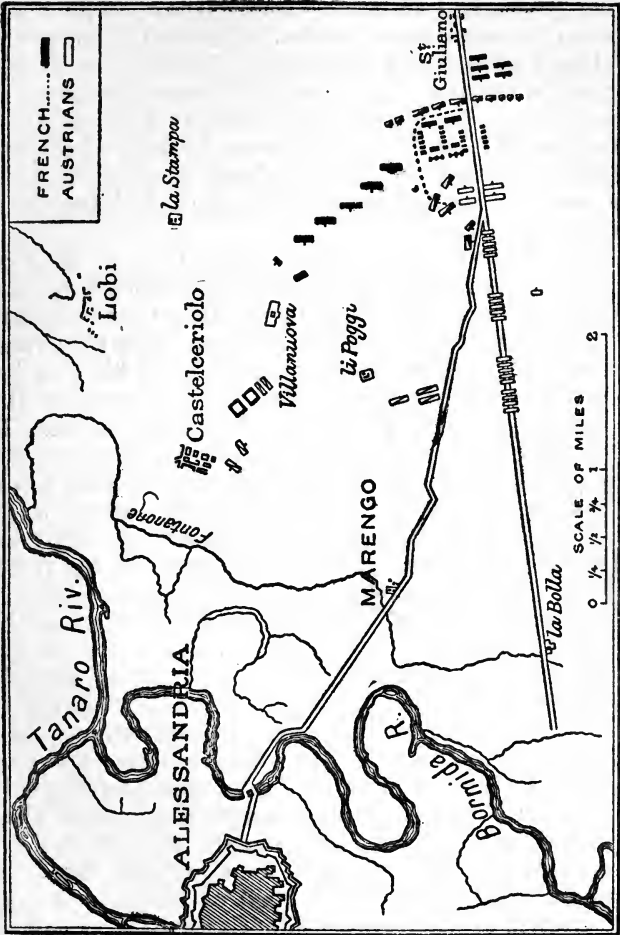 FRENCH......
AUSTRIANS
la Stampa
St.
Giuliano
Lobi
Castelceriolo
Villanuova
li Poggi
Fontanone
Tanaro Riv.
ALESSANDRIA
MARENGO
Bormida R.
la Bolla
SCALE OF MILES
0 ¼ ½ ¾ 1 2